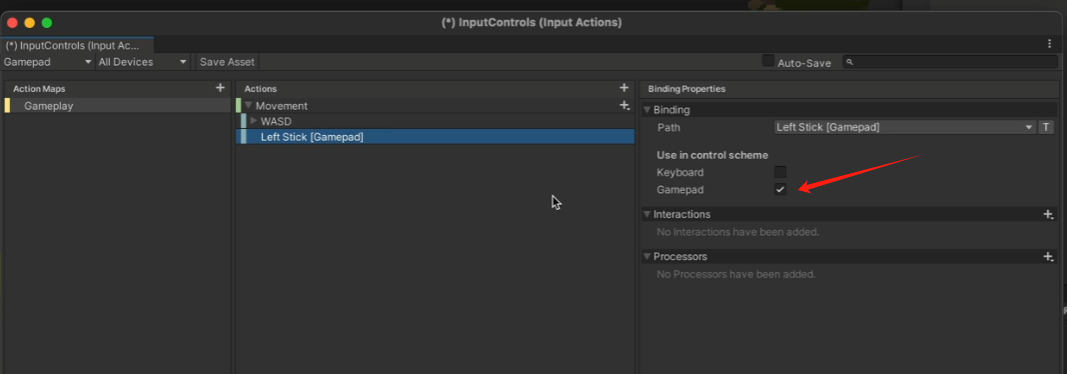 (*) InputControls (Input Actions)
(*) InputControls (Input Ac...
Gamepad All Devices Save Asset Auto-Save
Action Maps + Actions + Binding Properties
Gameplay Movement + Binding
WASD Path Left Stick [Gamepad] T
Left Stick [Gamepad]
Use in control scheme
Keyboard
Gamepad
Interactions +
No Interactions have been added.
Processors +
No Processors have been added.